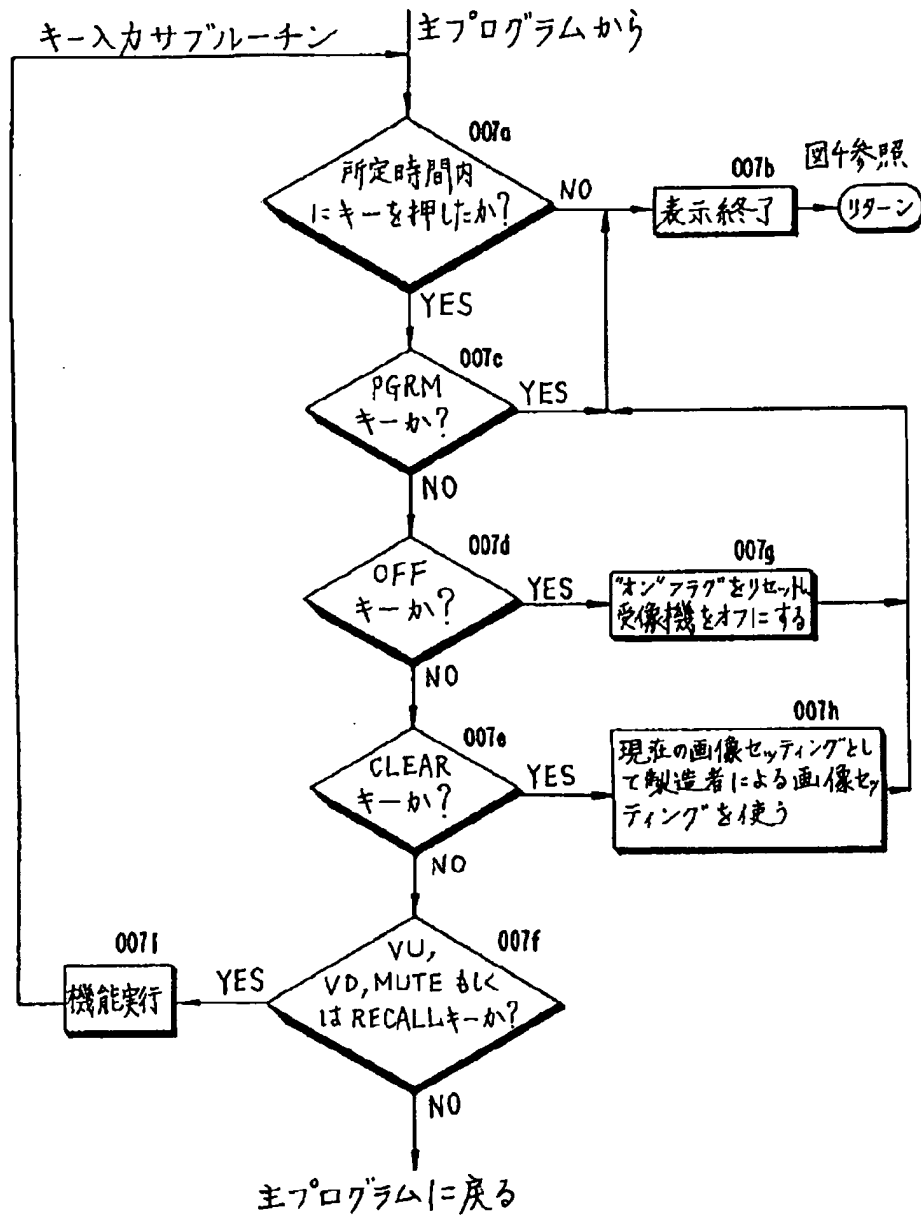 キー入力サブルーチン
主プログラムから
007a
所定時間内
にキーを押したか?
NO
007b
表示終了
図4参照
リターン
YES
007c
PGRM
キーか?
YES
NO
007d
OFF
キーか?
YES
007g
"オン"フラグ"をリセットし
受像機をオフにする
NO
007e
CLEAR
キーか?
YES
007h
現在の画像セッティングとし
て製造者による画像セッ
ティングを使う
NO
007f
VU,
VD,MUTEもしく
はRECALLキーか?
YES
007i
機能実行
NO
主プログラムに戻る